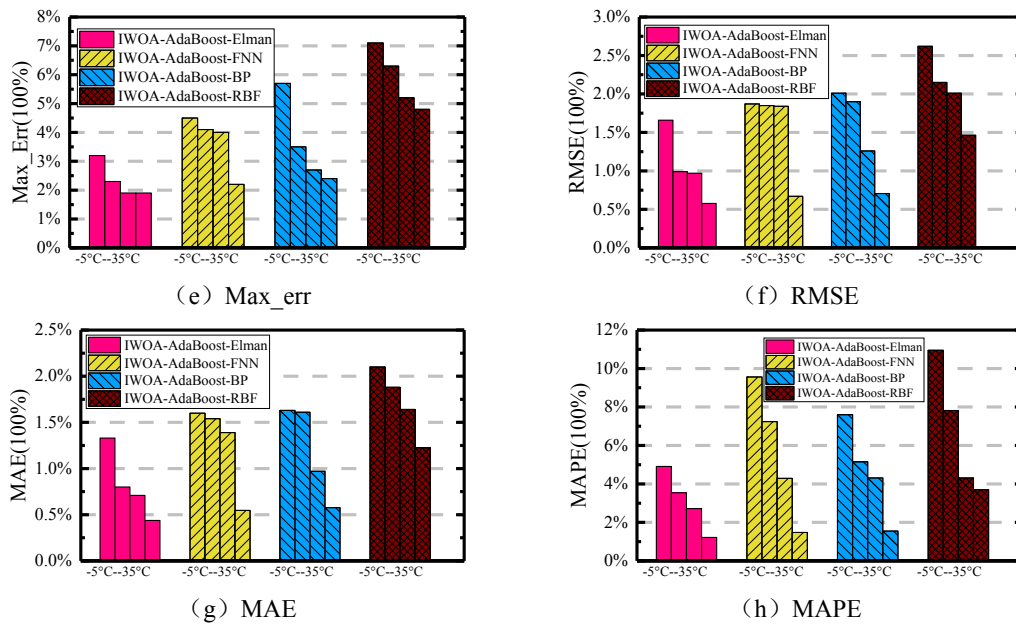 8%
7%
6%
5%
4%
3%
2%
1%
0%
Max_Err(100%)
IWOA-AdaBoost-Elman
IWOA-AdaBoost-FNN
IWOA-AdaBoost-BP
IWOA-AdaBoost-RBF
-5°C--35°C -5°C--35°C -5°C--35°C -5°C--35°C
(e) Max_err
3.0%
2.5%
2.0%
1.5%
1.0%
0.5%
0.0%
RMSE(100%)
IWOA-AdaBoost-Elman
IWOA-AdaBoost-FNN
IWOA-AdaBoost-BP
IWOA-AdaBoost-RBF
-5°C--35°C -5°C--35°C -5°C--35°C -5°C--35°C
(f) RMSE
2.5%
2.0%
1.5%
1.0%
0.5%
0.0%
MAE(100%)
IWOA-AdaBoost-Elman
IWOA-AdaBoost-FNN
IWOA-AdaBoost-BP
IWOA-AdaBoost-RBF
-5°C--35°C -5°C--35°C -5°C--35°C -5°C--35°C
(g) MAE
12%
10%
8%
6%
4%
2%
0%
MAPE(100%)
IWOA-AdaBoost-Elman
IWOA-AdaBoost-FNN
IWOA-AdaBoost-BP
IWOA-AdaBoost-RBF
-5°C--35°C -5°C--35°C -5°C--35°C -5°C--35°C
(h) MAPE